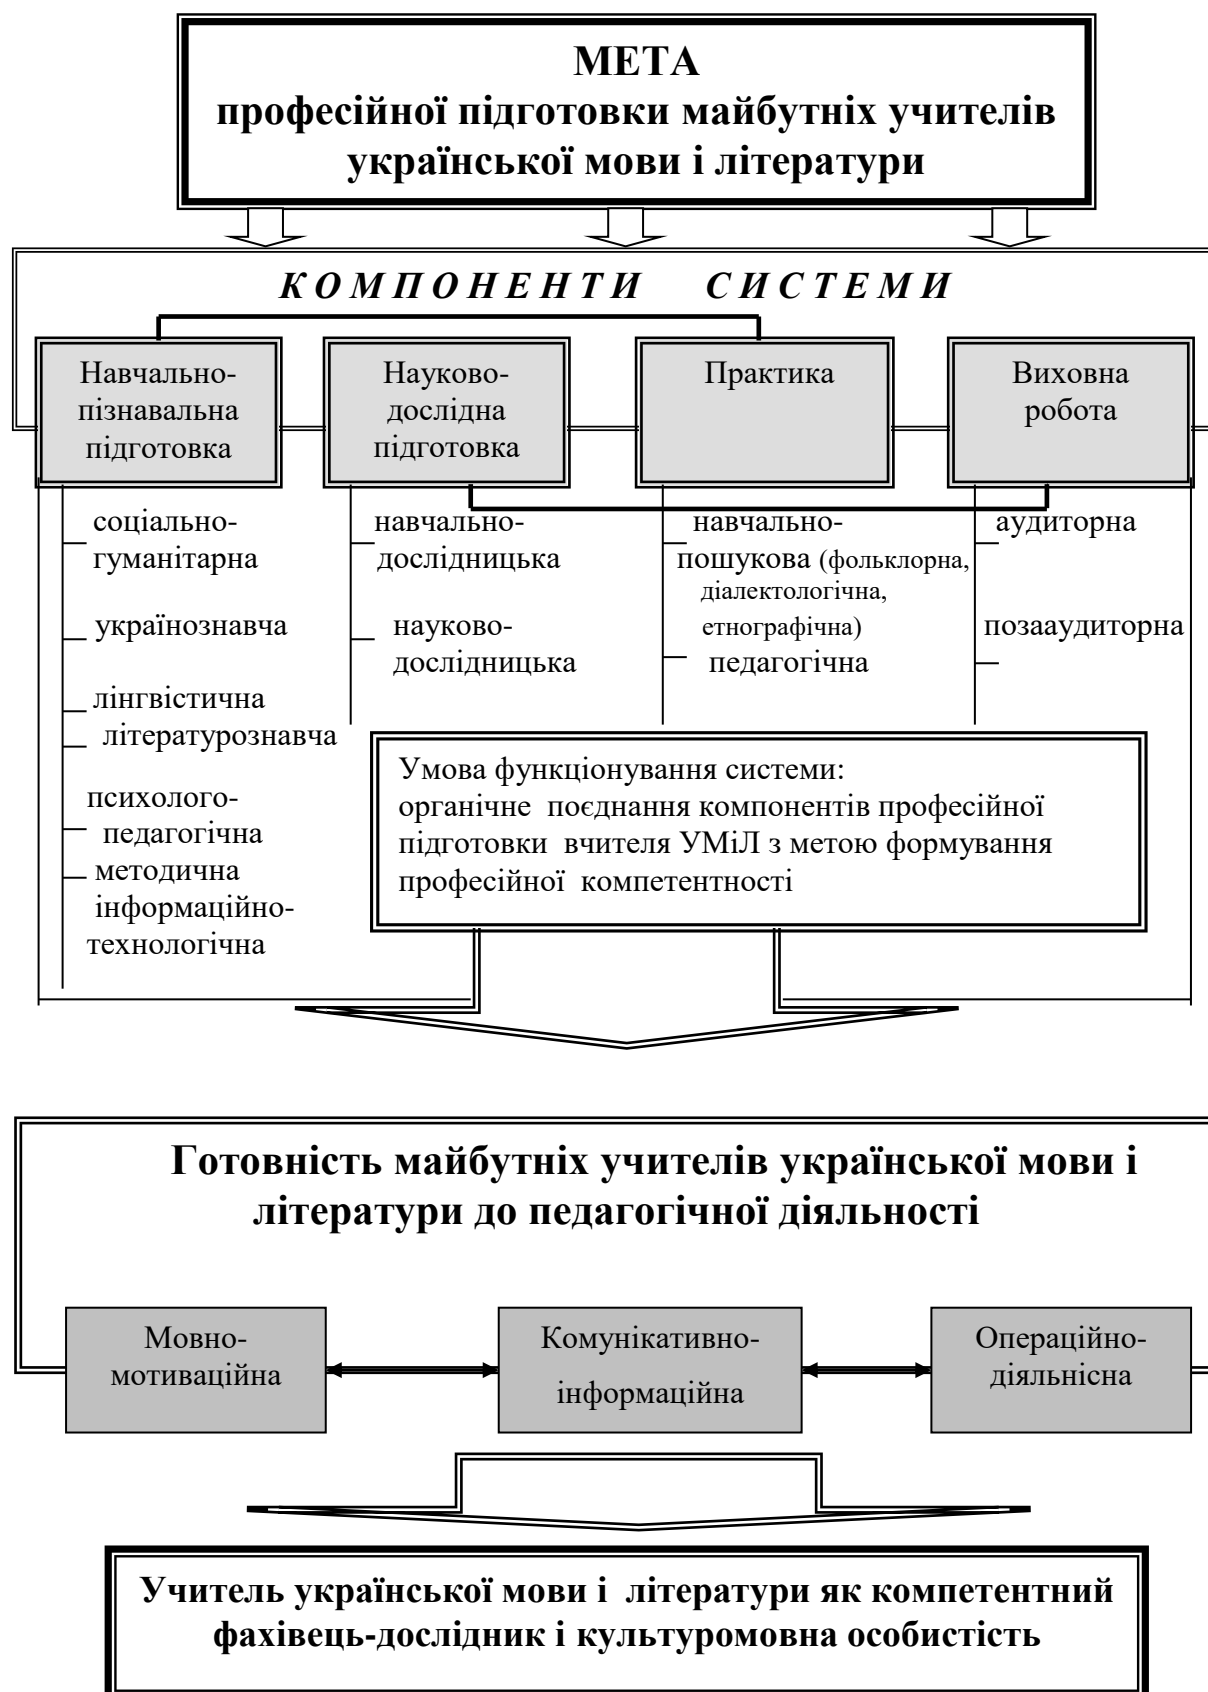 МЕТА
професійної підготовки майбутніх учителів
української мови і літератури
КОМПОНЕНТИ СИСТЕМИ
Навчально-
пізнавальна
підготовка
Науково-
дослідна
підготовка
Практика
Виховна
робота
соціально-
гуманітарна
українознавча
лінгвістична
літературознавча
психолого-
педагогічна
методична
інформаційно-
технологічна
навчально-
дослідницька
науково-
дослідницька
навчально-
пошукова (фольклорна,
діалектологічна,
етнографічна)
педагогічна
аудиторна
позааудиторна
Умова функціонування системи:
органічне поєднання компонентів професійної
підготовки вчителя УМіЛ з метою формування
професійної компетентності
Готовність майбутніх учителів української мови і
літератури до педагогічної діяльності
Мовно-
мотиваційна
Комунікативно-
інформаційна
Операційно-
діяльнісна
Учитель української мови і літератури як компетентний
фахівець-дослідник і культуромовна особистість